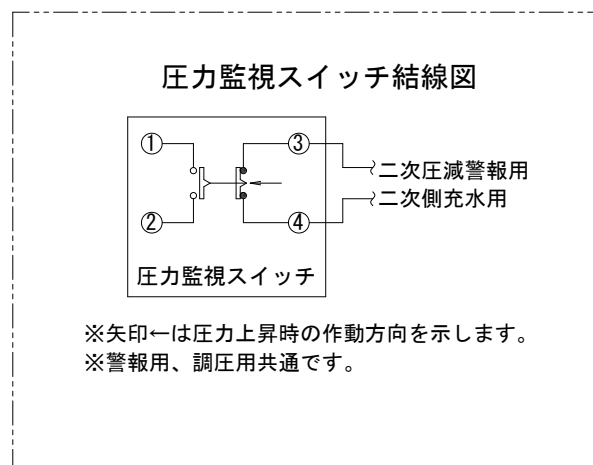 圧力監視スイッチ結線図
①
③
二次圧減警報用
二次側充水用
②
④
圧力監視スイッチ
※矢印←は圧力上昇時の作動方向を示します。
※警報用、調圧用共通です。